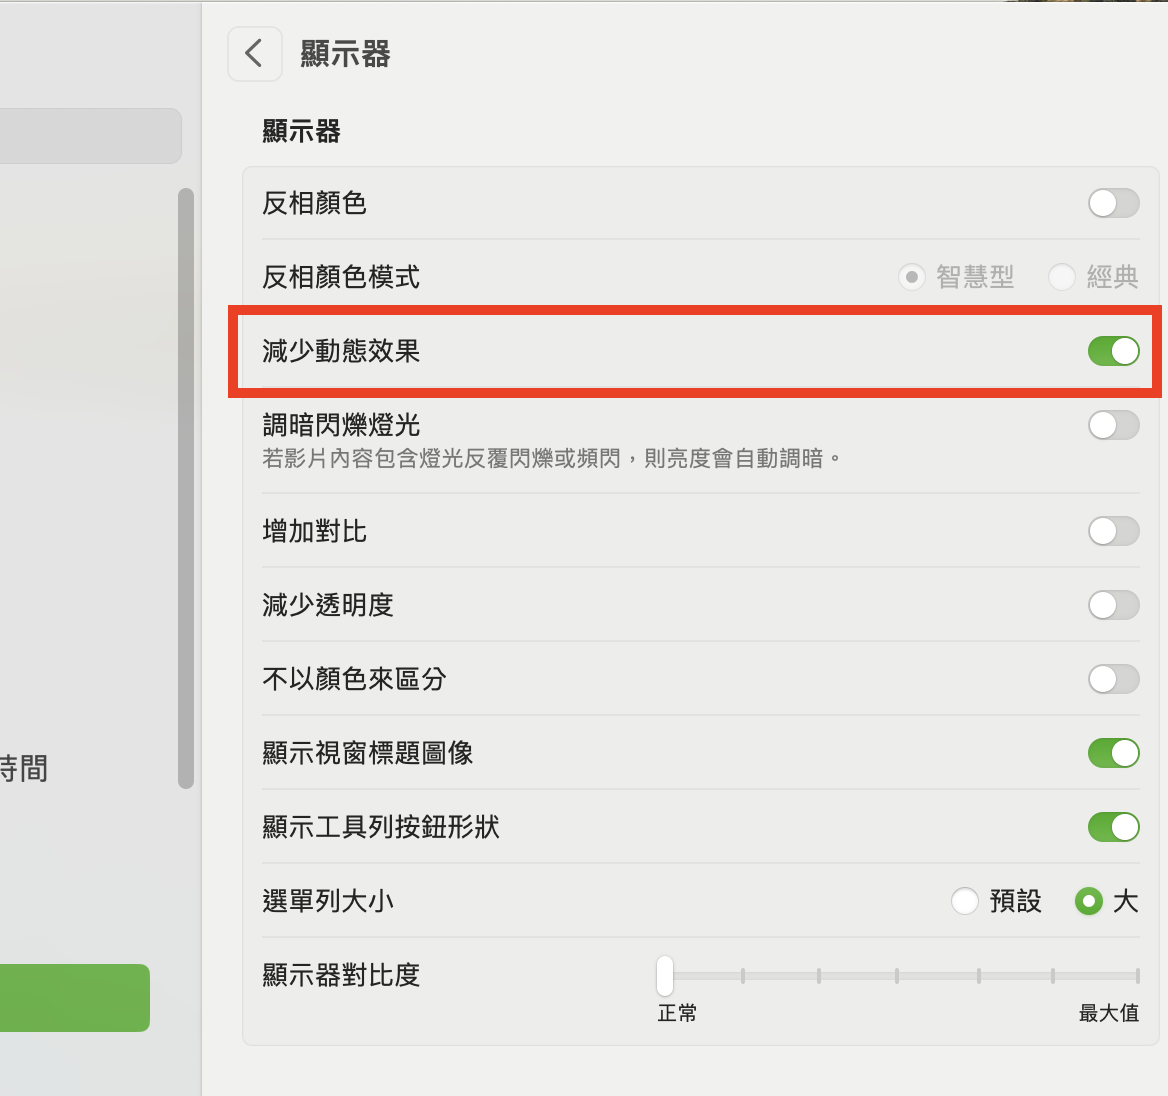 顯示器
顯示器
反相顏色
反相顏色模式 智慧型 經典
減少動態效果
調暗閃爍燈光
若影片內容包含燈光反覆閃爍或頻閃，則亮度會自動調暗。
增加對比
減少透明度
不以顏色來區分
時間
顯示視窗標題圖像
顯示工具列按鈕形狀
選單列大小 預設 大
顯示器對比度
正常 最大值